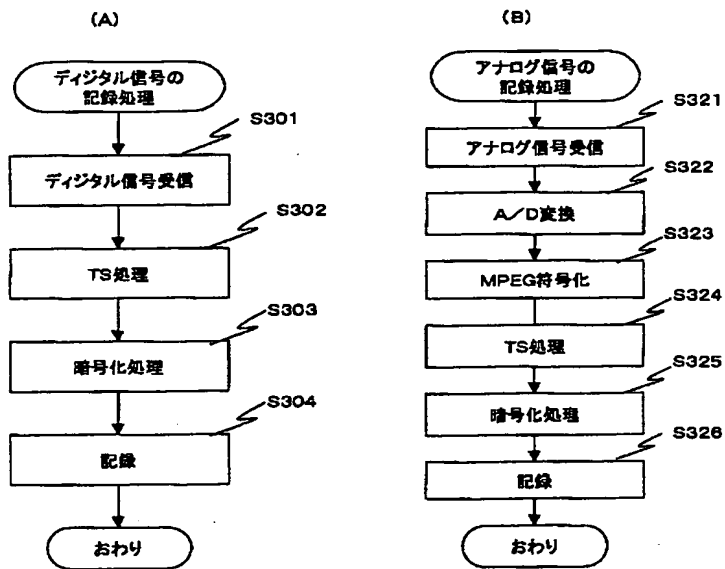 (A)
ディジタル信号の
記録処理
S301
ディジタル信号受信
S302
TS処理
S303
暗号化処理
S304
記録
おわり
(B)
アナログ信号の
記録処理
S321
アナログ信号受信
S322
A/D変換
S323
MPEG符号化
S324
TS処理
S325
暗号化処理
S326
記録
おわり